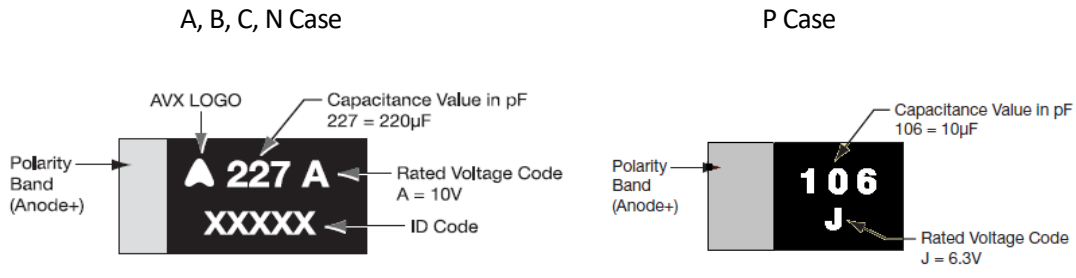 A, B, C, N Case
P Case
AVX LOGO
Capacitance Value in pF
227 = 220µF
Polarity
Band
(Anode+)
227 A
Rated Voltage Code
A = 10V
XXXXX
ID Code
Capacitance Value in pF
106 = 10µF
Polarity
Band
(Anode+)
106
J
Rated Voltage Code
J = 6.3V